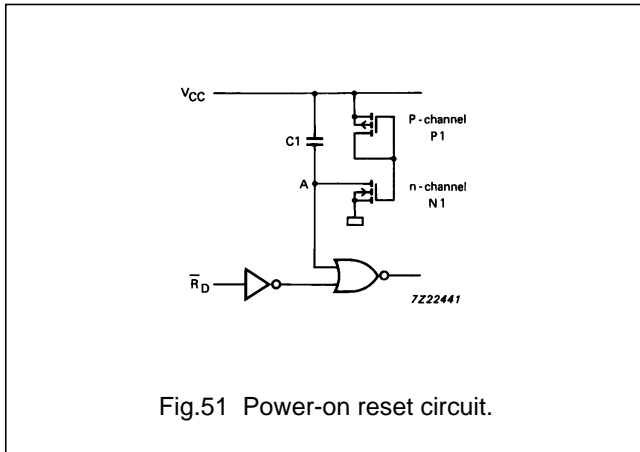 VCC
P-channel
P1
C1
A
n-channel
N1
RD
7Z22441
Fig.51 Power-on reset circuit.